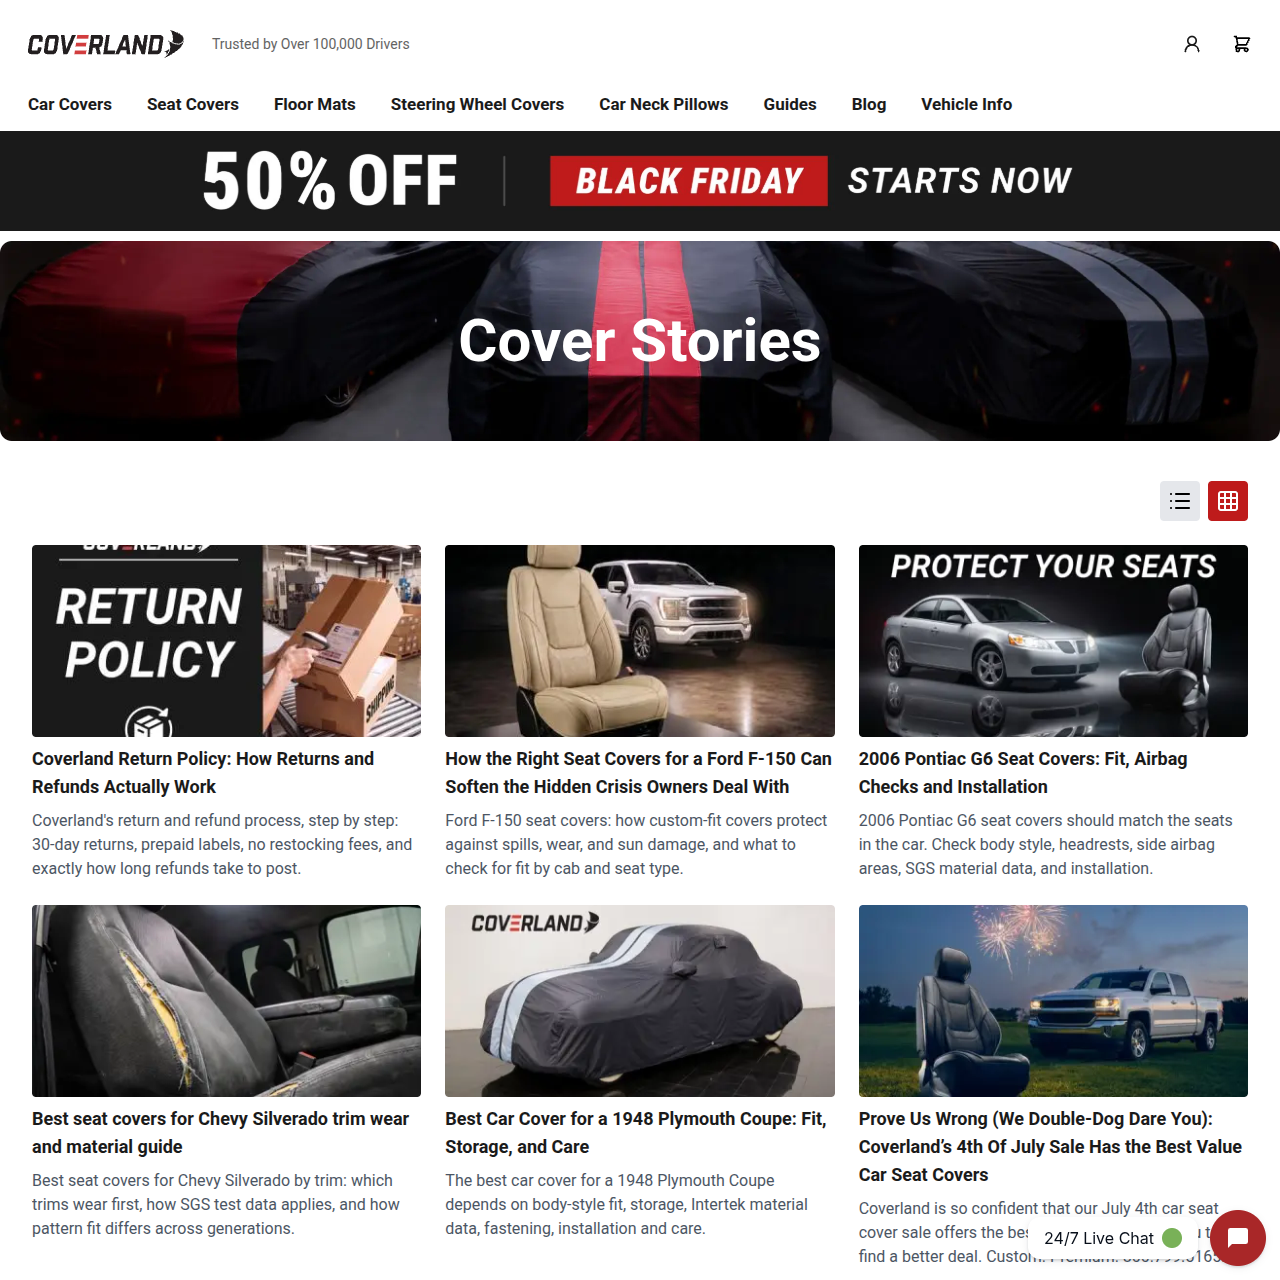 COVERLAND
Trusted by Over 100,000 Drivers
Car Covers
Seat Covers
Floor Mats
Steering Wheel Covers
Car Neck Pillows
Guides
Blog
Vehicle Info
50% OFF
BLACK FRIDAY
STARTS NOW
Cover Stories
COVERLAND
RETURN
POLICY
SHIPPING
Coverland Return Policy: How Returns and
Refunds Actually Work
Coverland's return and refund process, step by step:
30-day returns, prepaid labels, no restocking fees, and
exactly how long refunds take to post.
How the Right Seat Covers for a Ford F-150 Can
Soften the Hidden Crisis Owners Deal With
Ford F-150 seat covers: how custom-fit covers protect
against spills, wear, and sun damage, and what to
check for fit by cab and seat type.
PROTECT YOUR SEATS
2006 Pontiac G6 Seat Covers: Fit, Airbag
Checks and Installation
2006 Pontiac G6 seat covers should match the seats
in the car. Check body style, headrests, side airbag
areas, SGS material data, and installation.
Best seat covers for Chevy Silverado trim wear
and material guide
Best seat covers for Chevy Silverado by trim: which
trims wear first, how SGS test data applies, and how
pattern fit differs across generations.
COVERLAND
Best Car Cover for a 1948 Plymouth Coupe: Fit,
Storage, and Care
The best car cover for a 1948 Plymouth Coupe
depends on body-style fit, storage, Intertek material
data, fastening, installation and care.
Prove Us Wrong (We Double-Dog Dare You):
Coverland’s 4th Of July Sale Has the Best Value
Car Seat Covers
Coverland is so confident that our July 4th car seat
cover sale offers the
find a better deal.
24/7 Live Chat